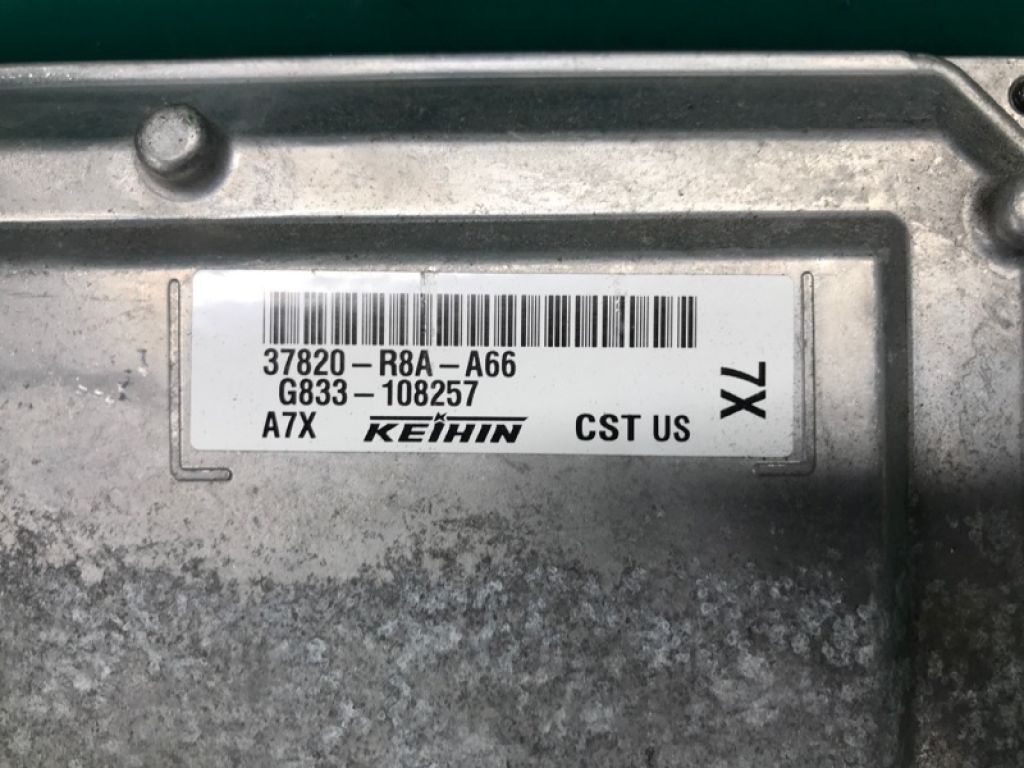 37820-R8A-A66
G833-108257
A7X KEIHIN CST US
7X